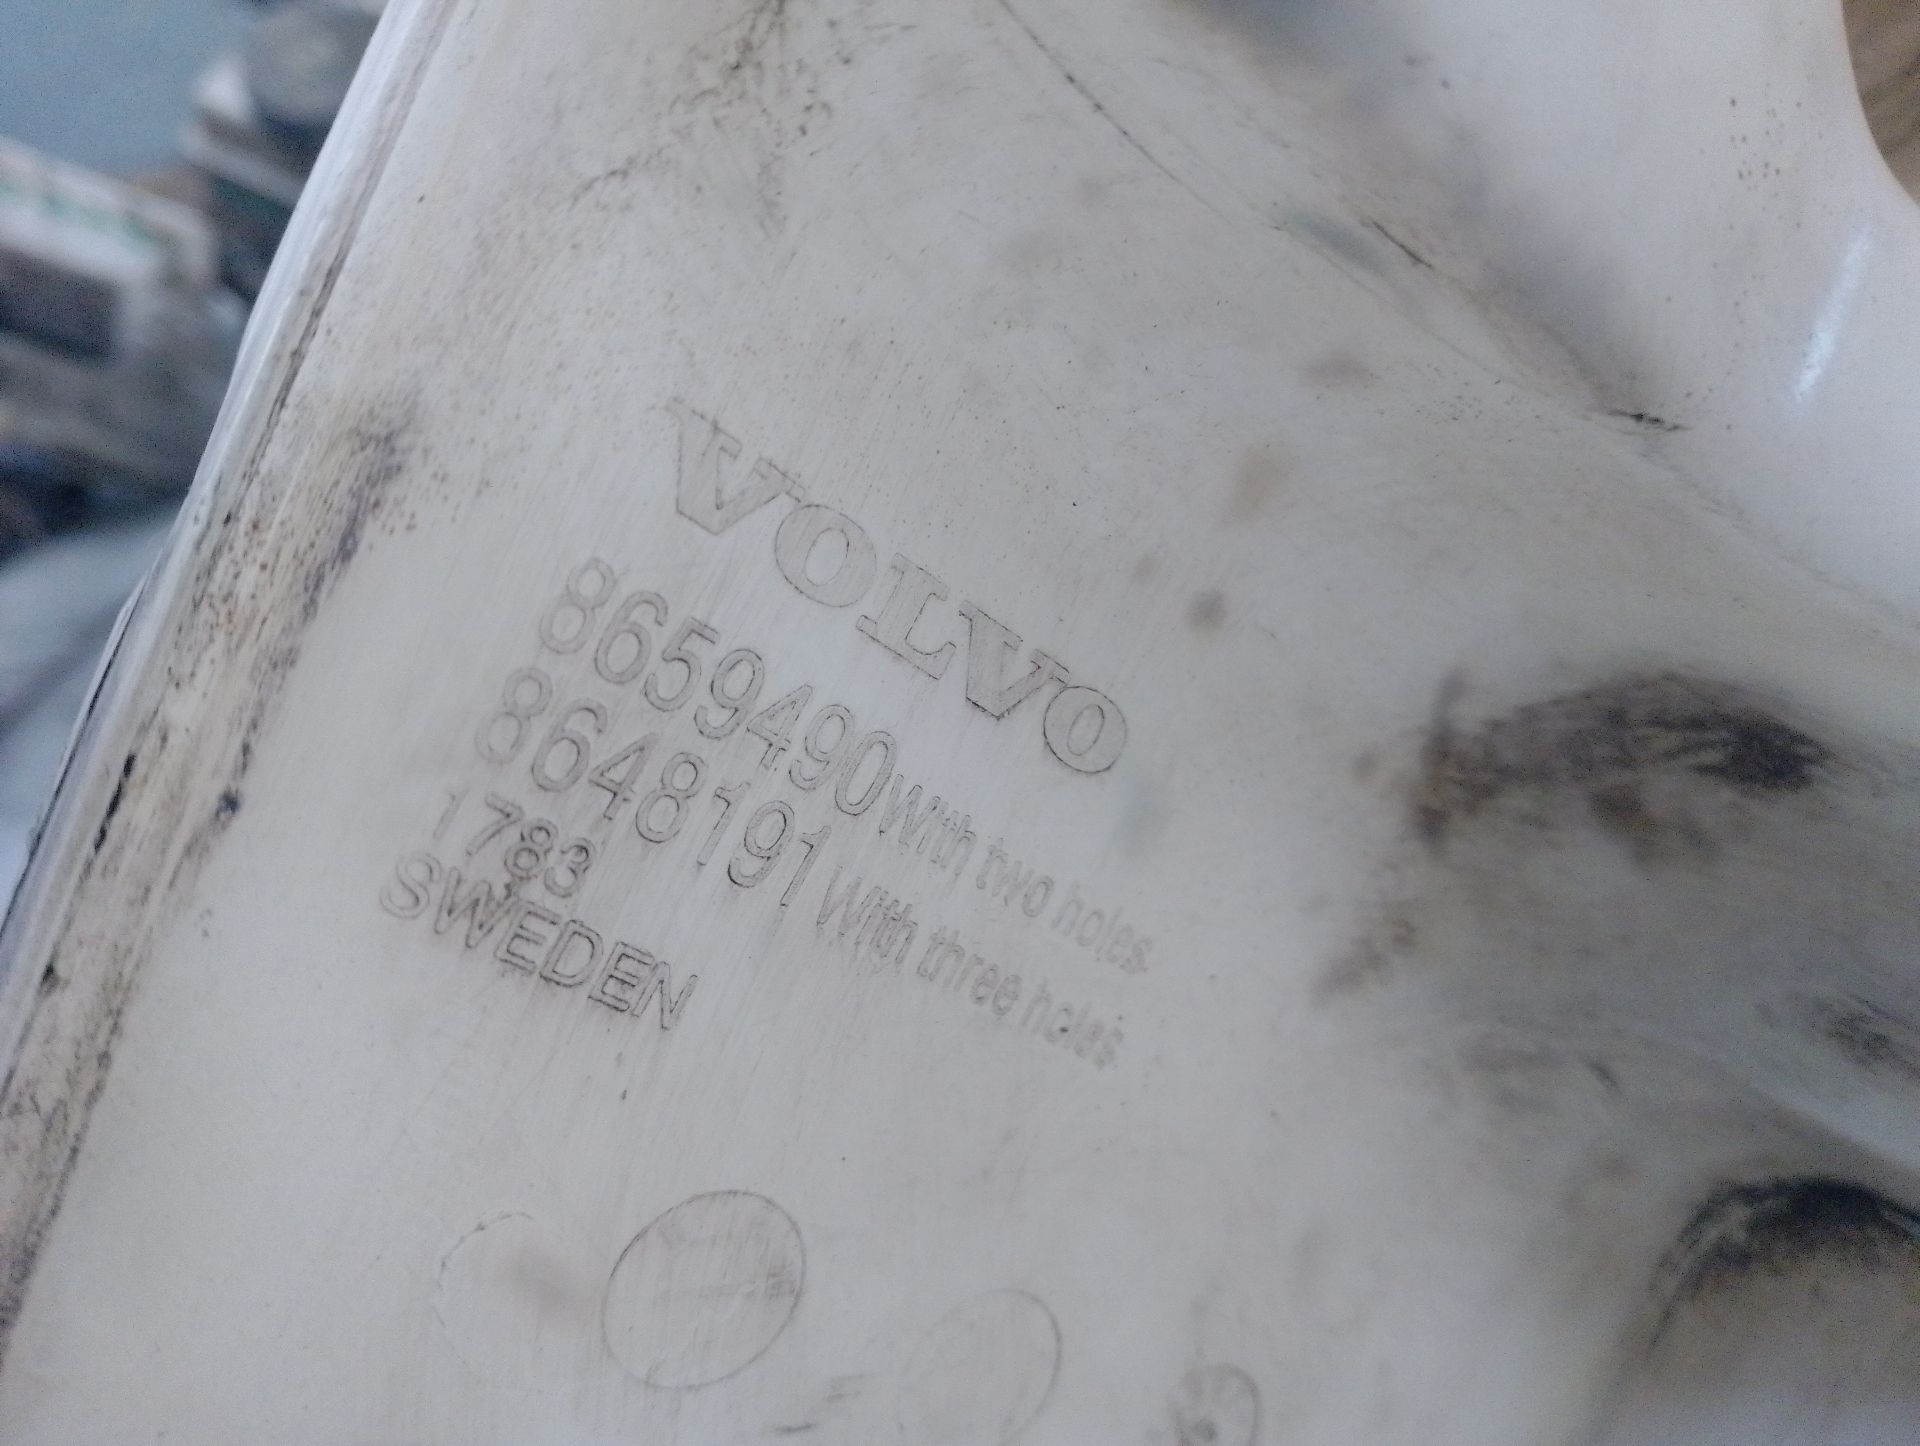 VOLVO
8659490 With two holes
8648191 With three holes
1783
SWEDEN